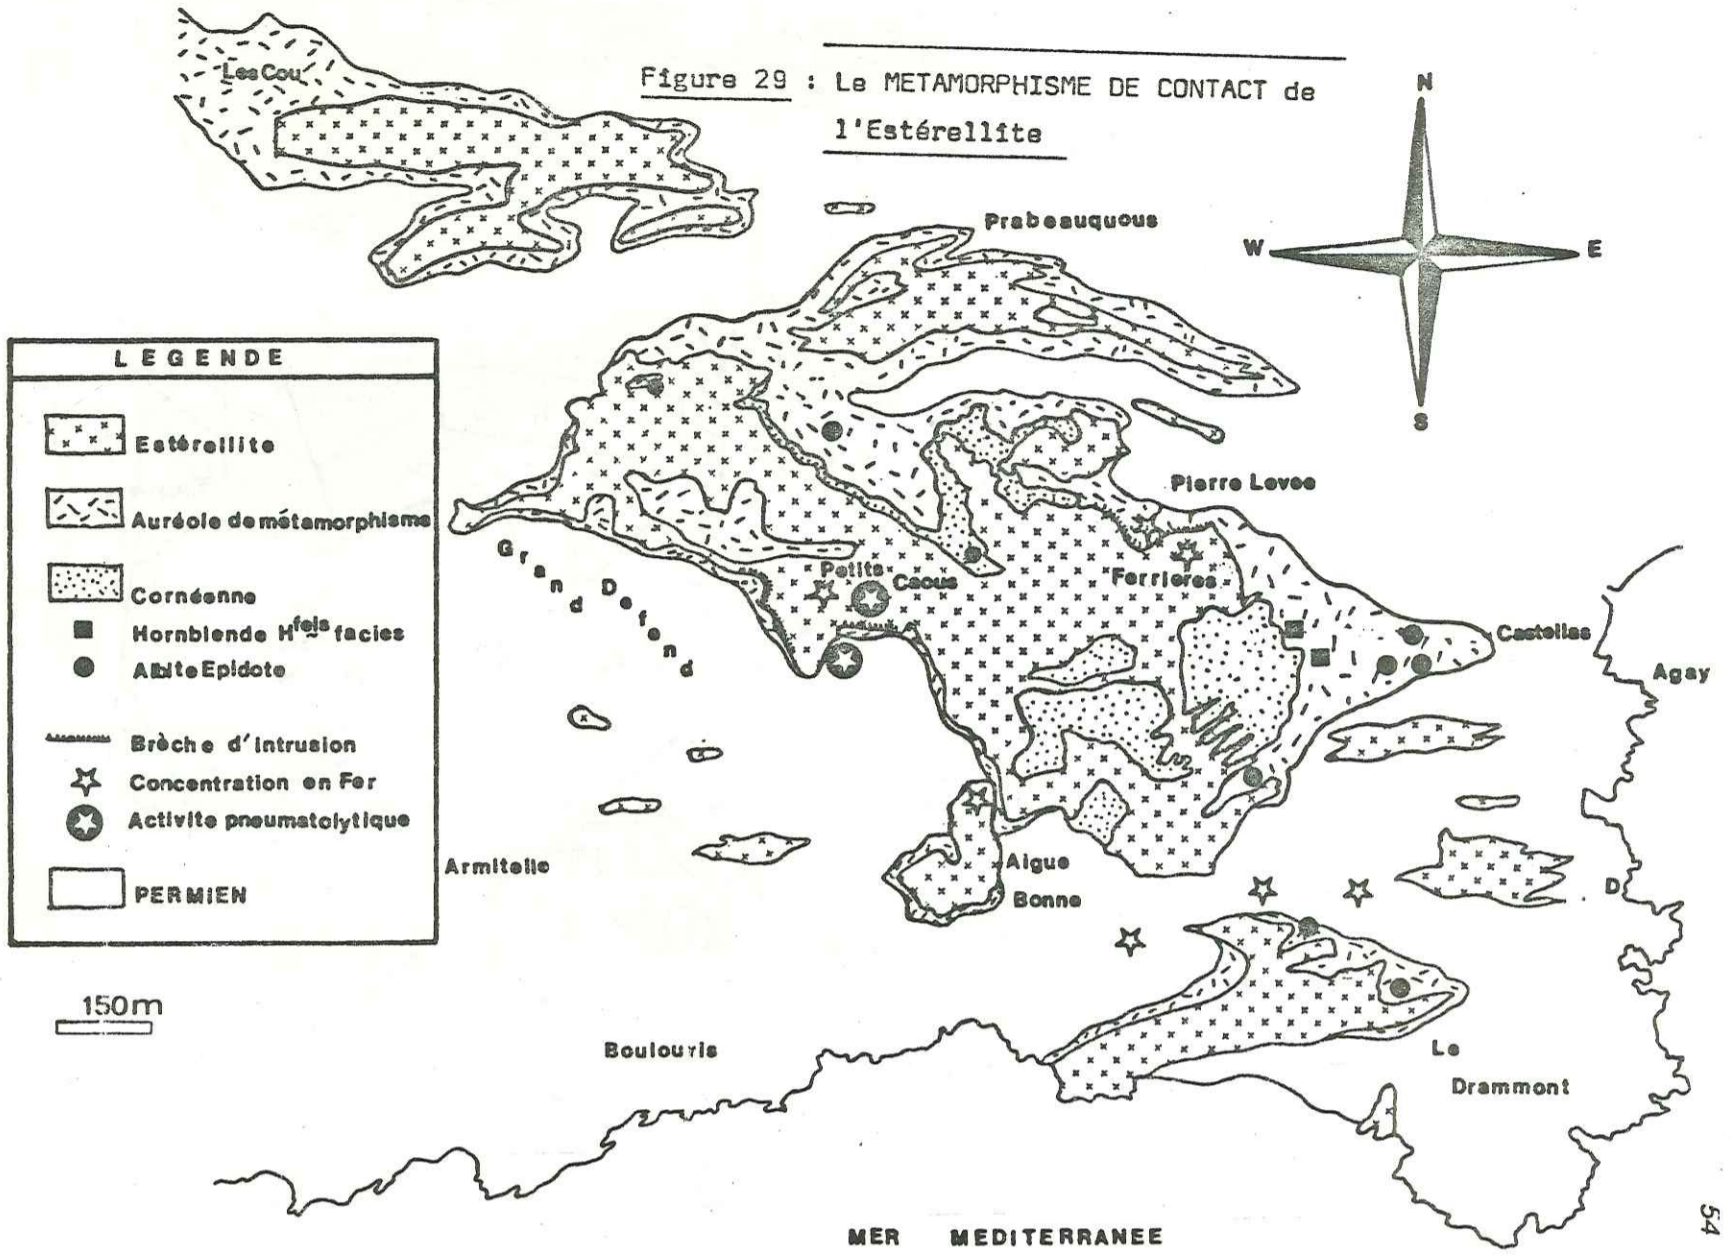 Figure 29 : Le METAMORPHISME DE CONTACT de
l'Estérellite
Les Cou
N
W
E
S
Prabeauquous
LEGENDE
Estérellite
Auréole de métamorphisme
Cornéenne
Hornblende Hfels facies
Albite Epidote
Brèche d'intrusion
Concentration en Fer
Activite pneumatolytique
PERMIEN
Pierre Levee
Grand Defend
Petits Caous
Ferrieres
Castellas
Agay
Armitelle
Aigue
Bonne
D
150m
Boulouris
Le
Drammont
MER MEDITERRANEE
54